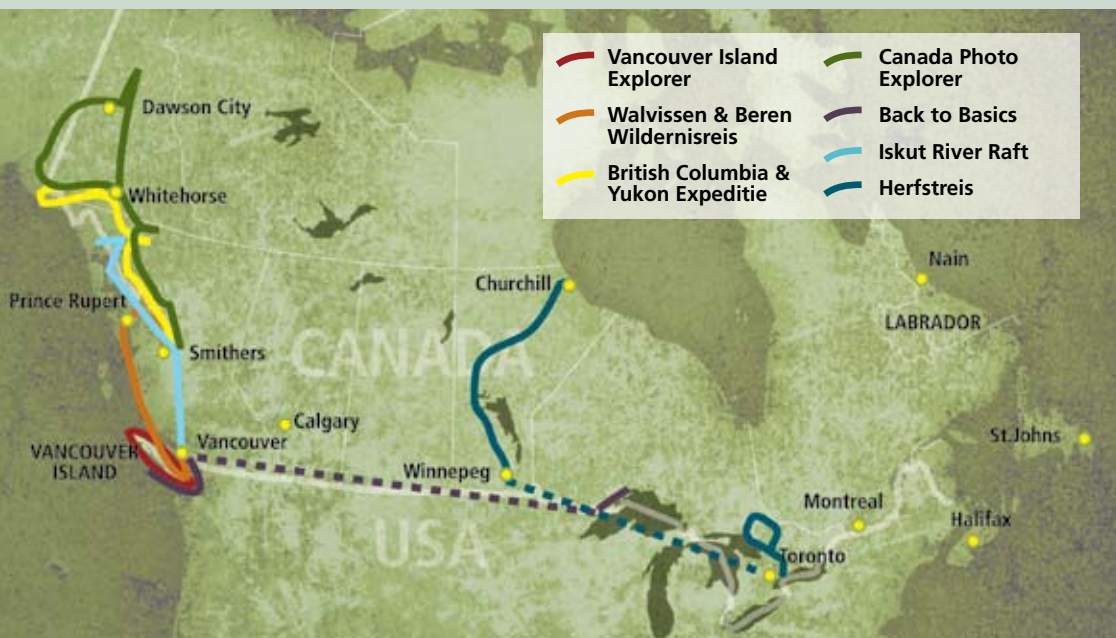 Vancouver Island
Explorer
Walvissen & Beren
Wildernisreis
British Columbia &
Yukon Expeditie
Canada Photo
Explorer
Back to Basics
Iskut River Raft
Herfstreis
Dawson City
Whitehorse
Nain
Churchill
Prince Rupert
LABRADOR
Smithers
CANADA
Calgary
St.Johns
Vancouver
VANCOUVER
ISLAND
Winnepeg
Montreal
Halifax
USA
Toronto